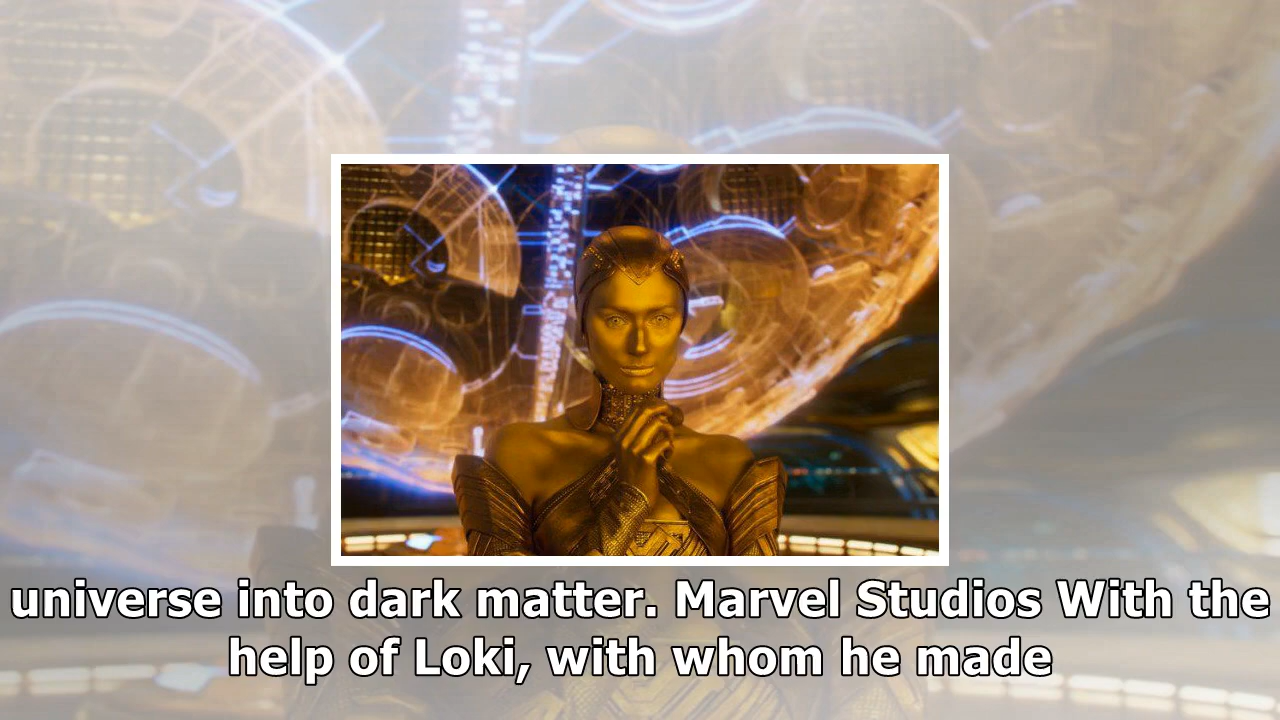 universe into dark matter. Marvel Studios With the
help of Loki, with whom he made